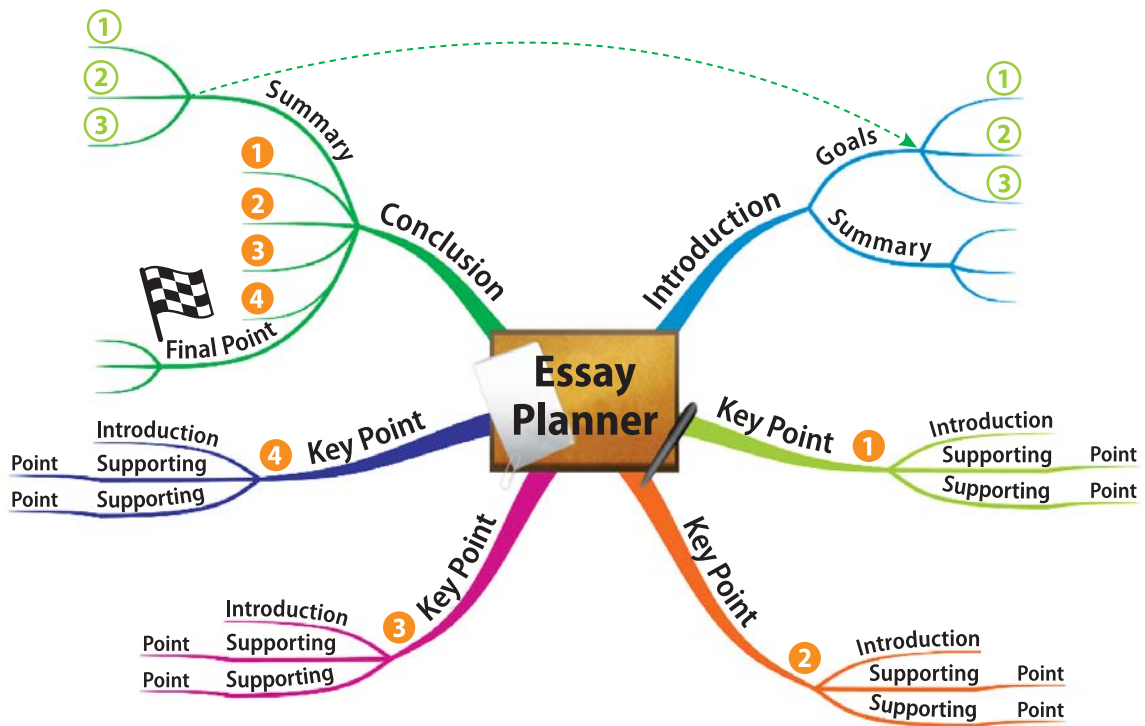 Essay
Planner
Introduction
Goals
1
2
3
Summary
Key Point
1
Introduction
Supporting
Point
Supporting
Point
Key Point
2
Introduction
Supporting
Point
Supporting
Point
Key Point
3
Introduction
Supporting
Point
Supporting
Point
Key Point
4
Introduction
Supporting
Point
Supporting
Point
Conclusion
Summary
1
2
3
1
2
3
4
Final Point